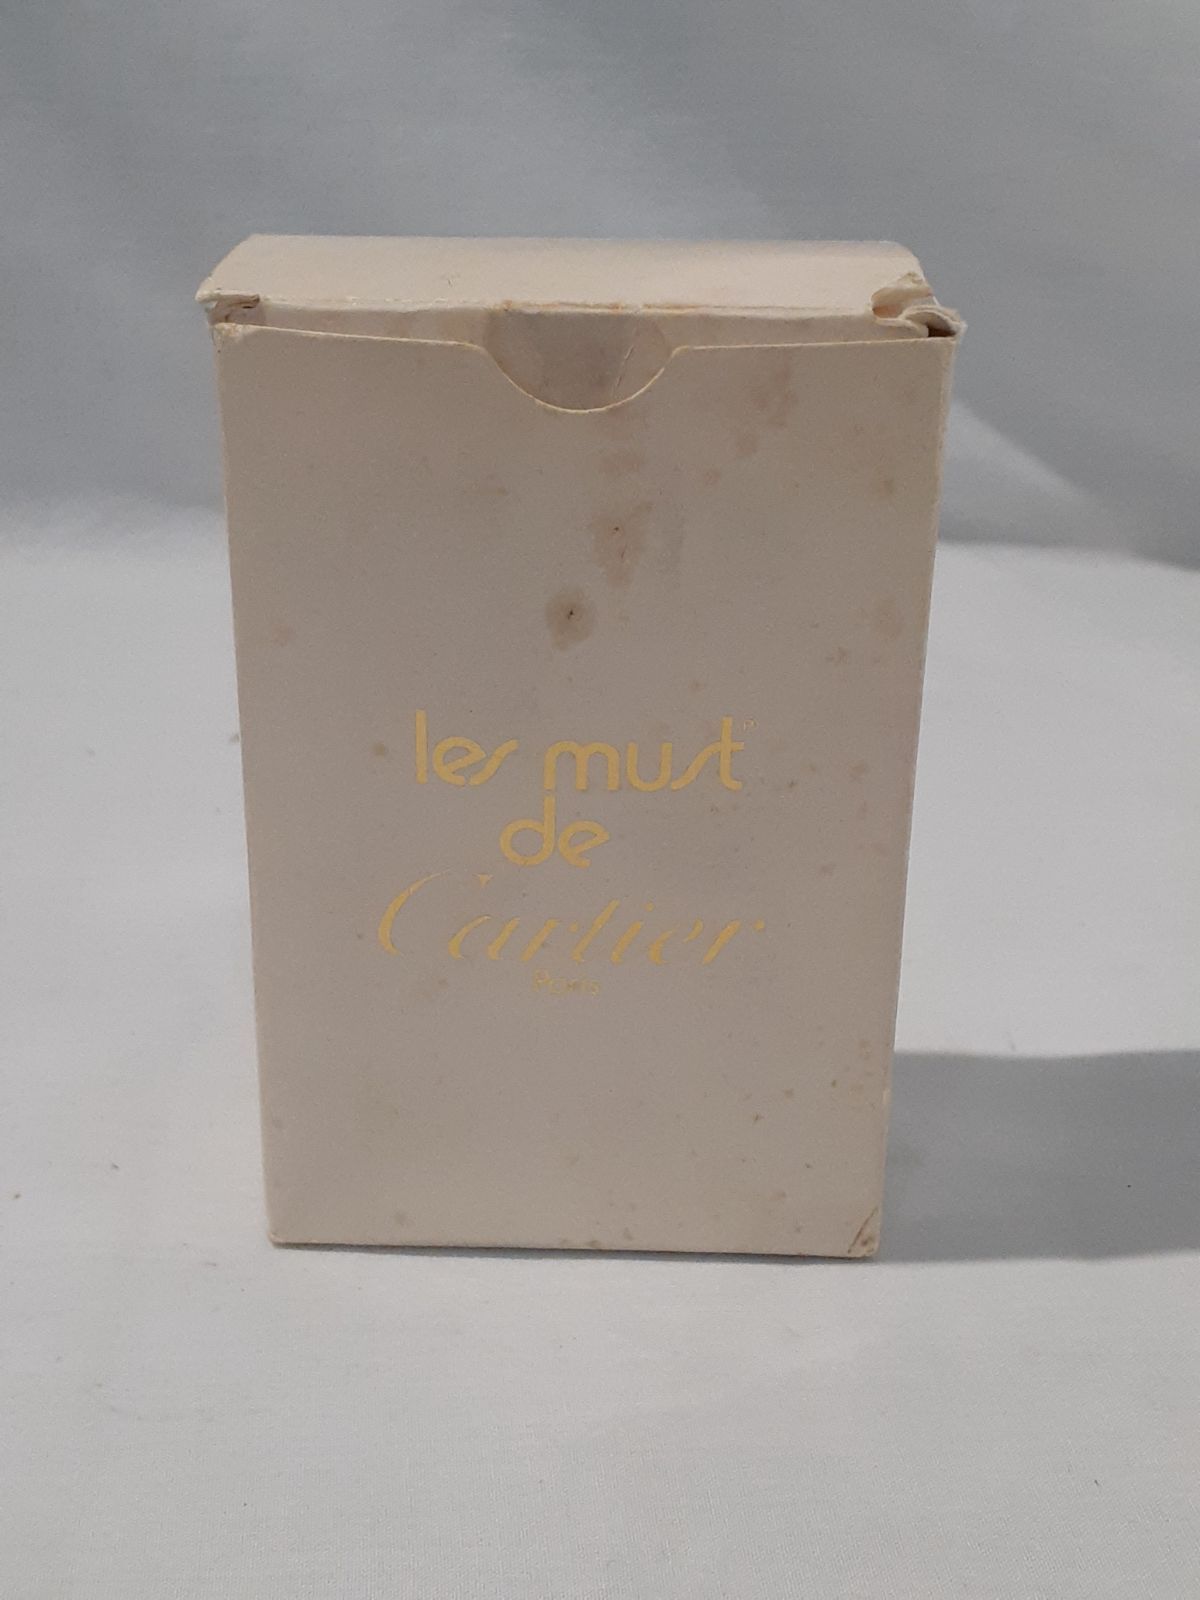 les must
de
Cartier
Paris